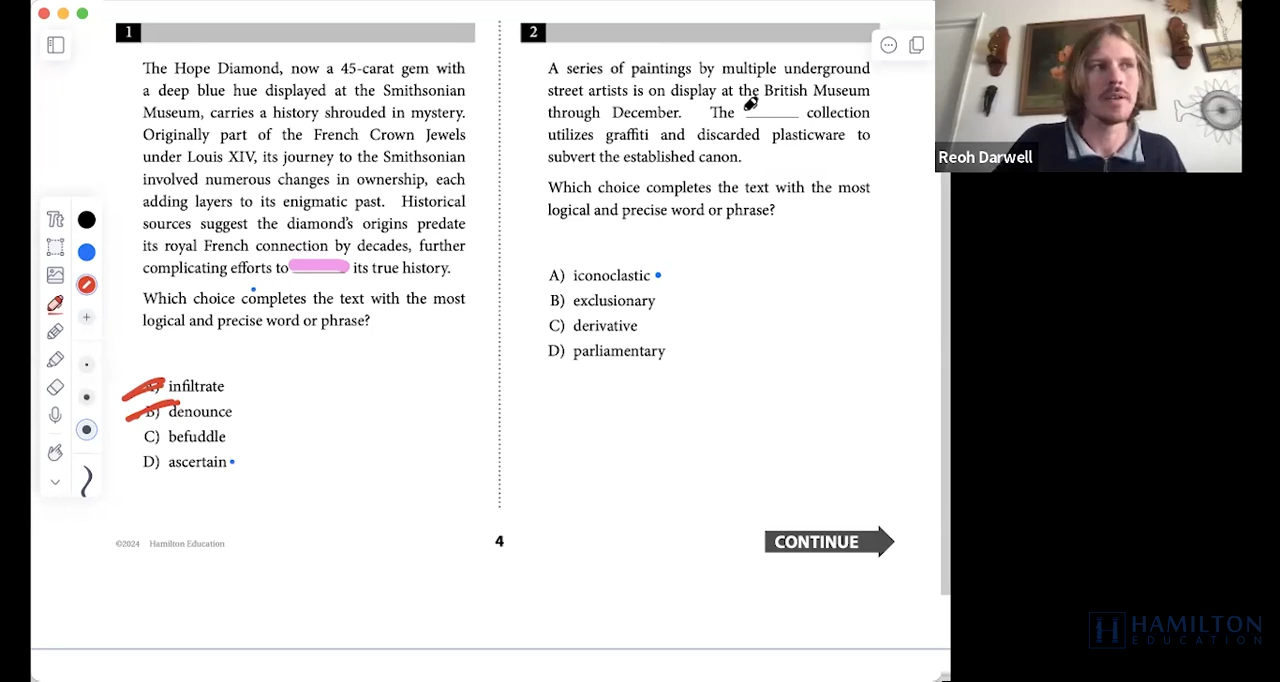 1
The Hope Diamond, now a 45-carat gem with
a deep blue hue displayed at the Smithsonian
Museum, carries a history shrouded in mystery.
Originally part of the French Crown Jewels
under Louis XIV, its journey to the Smithsonian
involved numerous changes in ownership, each
adding layers to its enigmatic past. Historical
sources suggest the diamond's origins predate
its royal French connection by decades, further
complicating efforts to ______ its true history.
Which choice completes the text with the most
logical and precise word or phrase?
A) infiltrate
B) denounce
C) befuddle
D) ascertain
2
A series of paintings by multiple underground
street artists is on display at the British Museum
through December. The ______ collection
utilizes graffiti and discarded plasticware to
subvert the established canon.
Which choice completes the text with the most
logical and precise word or phrase?
A) iconoclastic
B) exclusionary
C) derivative
D) parliamentary
©2024 Hamilton Education
4
CONTINUE
Tt
Reoh Darwell
HAMILTON
EDUCATION